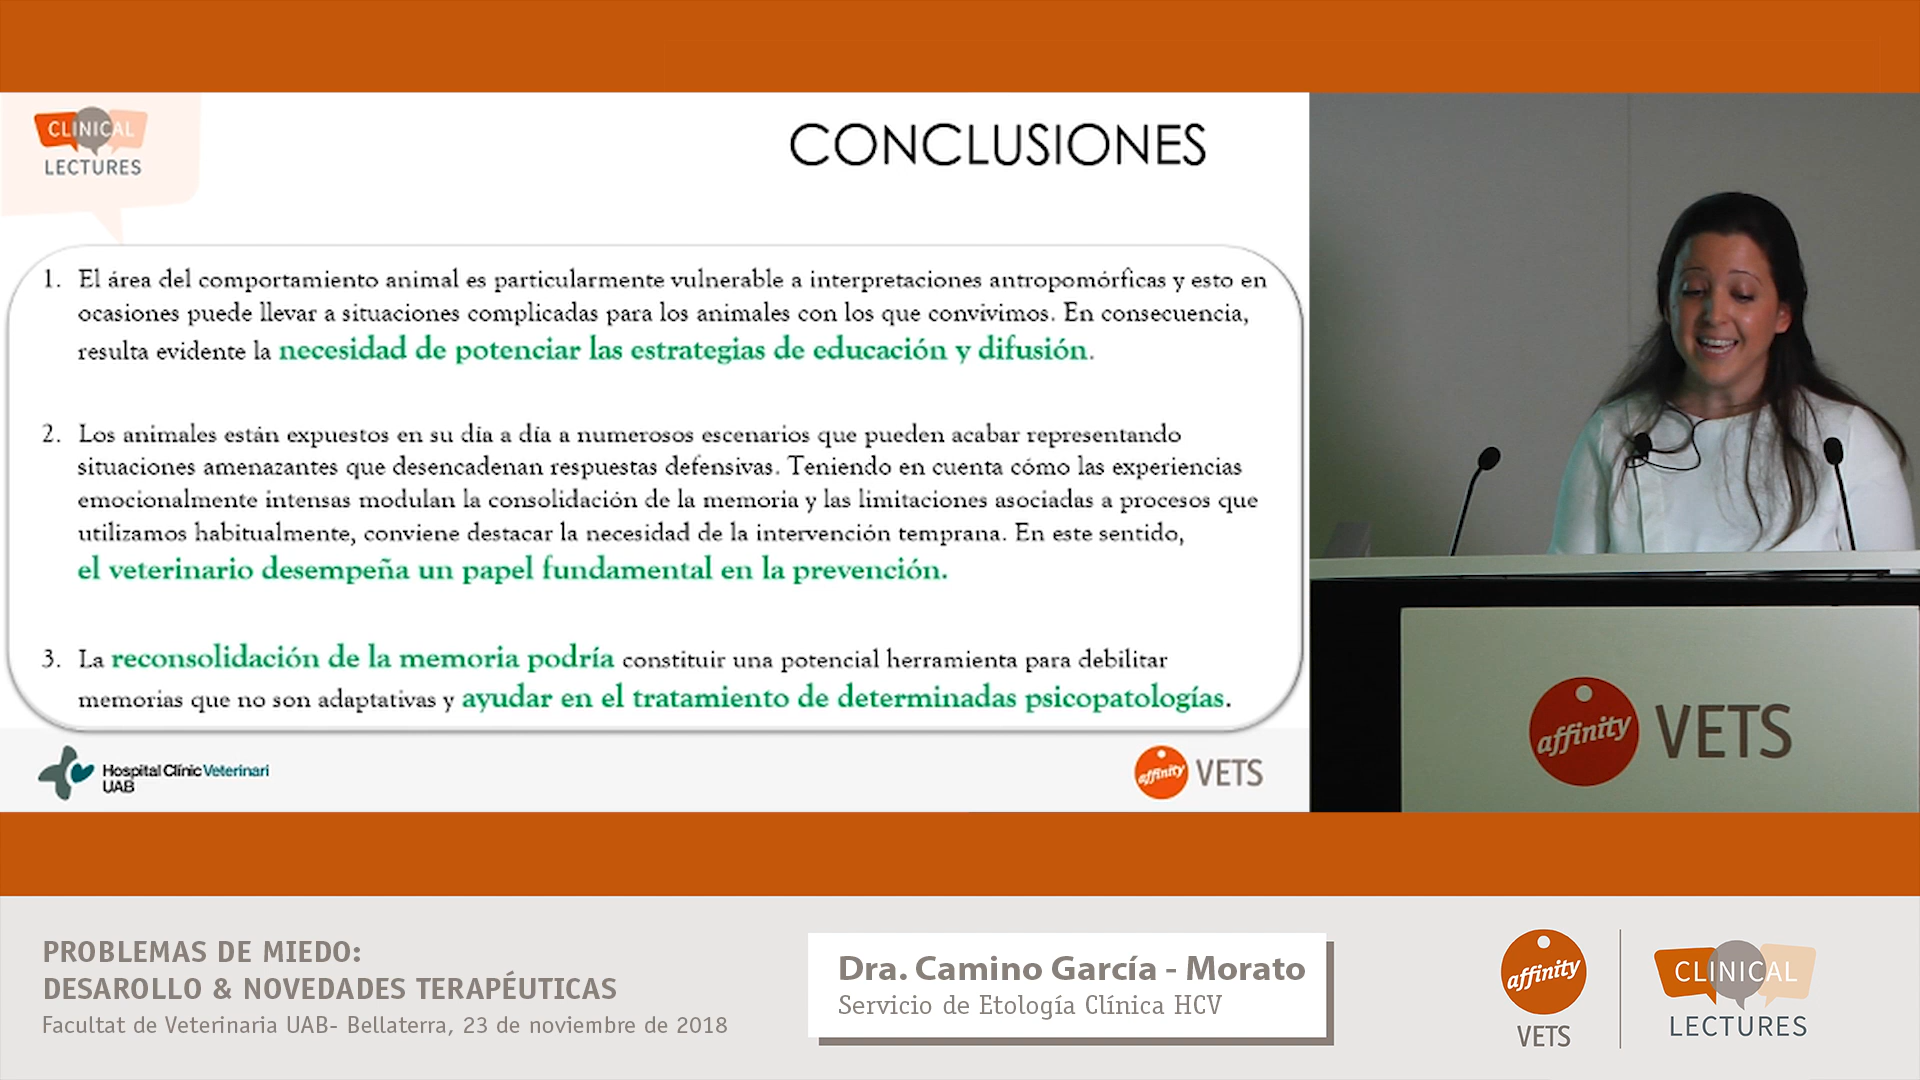 CLINICAL
LECTURES
CONCLUSIONES
1. El área del comportamiento animal es particularmente vulnerable a interpretaciones antropomórficas y esto en
ocasiones puede llevar a situaciones complicadas para los animales con los que convivimos. En consecuencia,
resulta evidente la necesidad de potenciar las estrategias de educación y difusión.
2. Los animales están expuestos en su día a día a numerosos escenarios que pueden acabar representando
situaciones amenazantes que desencadenan respuestas defensivas. Teniendo en cuenta cómo las experiencias
emocionalmente intensas modulan la consolidación de la memoria y las limitaciones asociadas a procesos que
utilizamos habitualmente, conviene destacar la necesidad de la intervención temprana. En este sentido,
el veterinario desempeña un papel fundamental en la prevención.
3. La reconsolidación de la memoria podría constituir una potencial herramienta para debilitar
memorias que no son adaptativas y ayudar en el tratamiento de determinadas psicopatologías.
Hospital Clínic Veterinari
UAB
affinity VETS
affinity VETS
PROBLEMAS DE MIEDO:
DESAROLLO & NOVEDADES TERAPÉUTICAS
Facultat de Veterinaria UAB- Bellaterra, 23 de noviembre de 2018
Dra. Camino García - Morato
Servicio de Etología Clínica HCV
affinity
VETS
CLINICAL
LECTURES